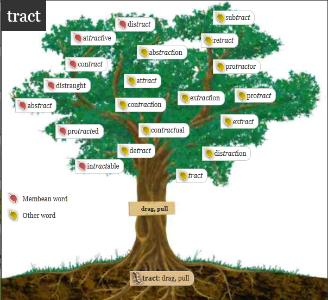 tract
subtract
distract
attractive
retract
abstraction
contract
protractor
attract
distraught
extraction
protract
abstract
contraction
extract
protracted
contractual
detract
distraction
intractable
tract
Membean word
Other word
drag, pull
tract: drag, pull